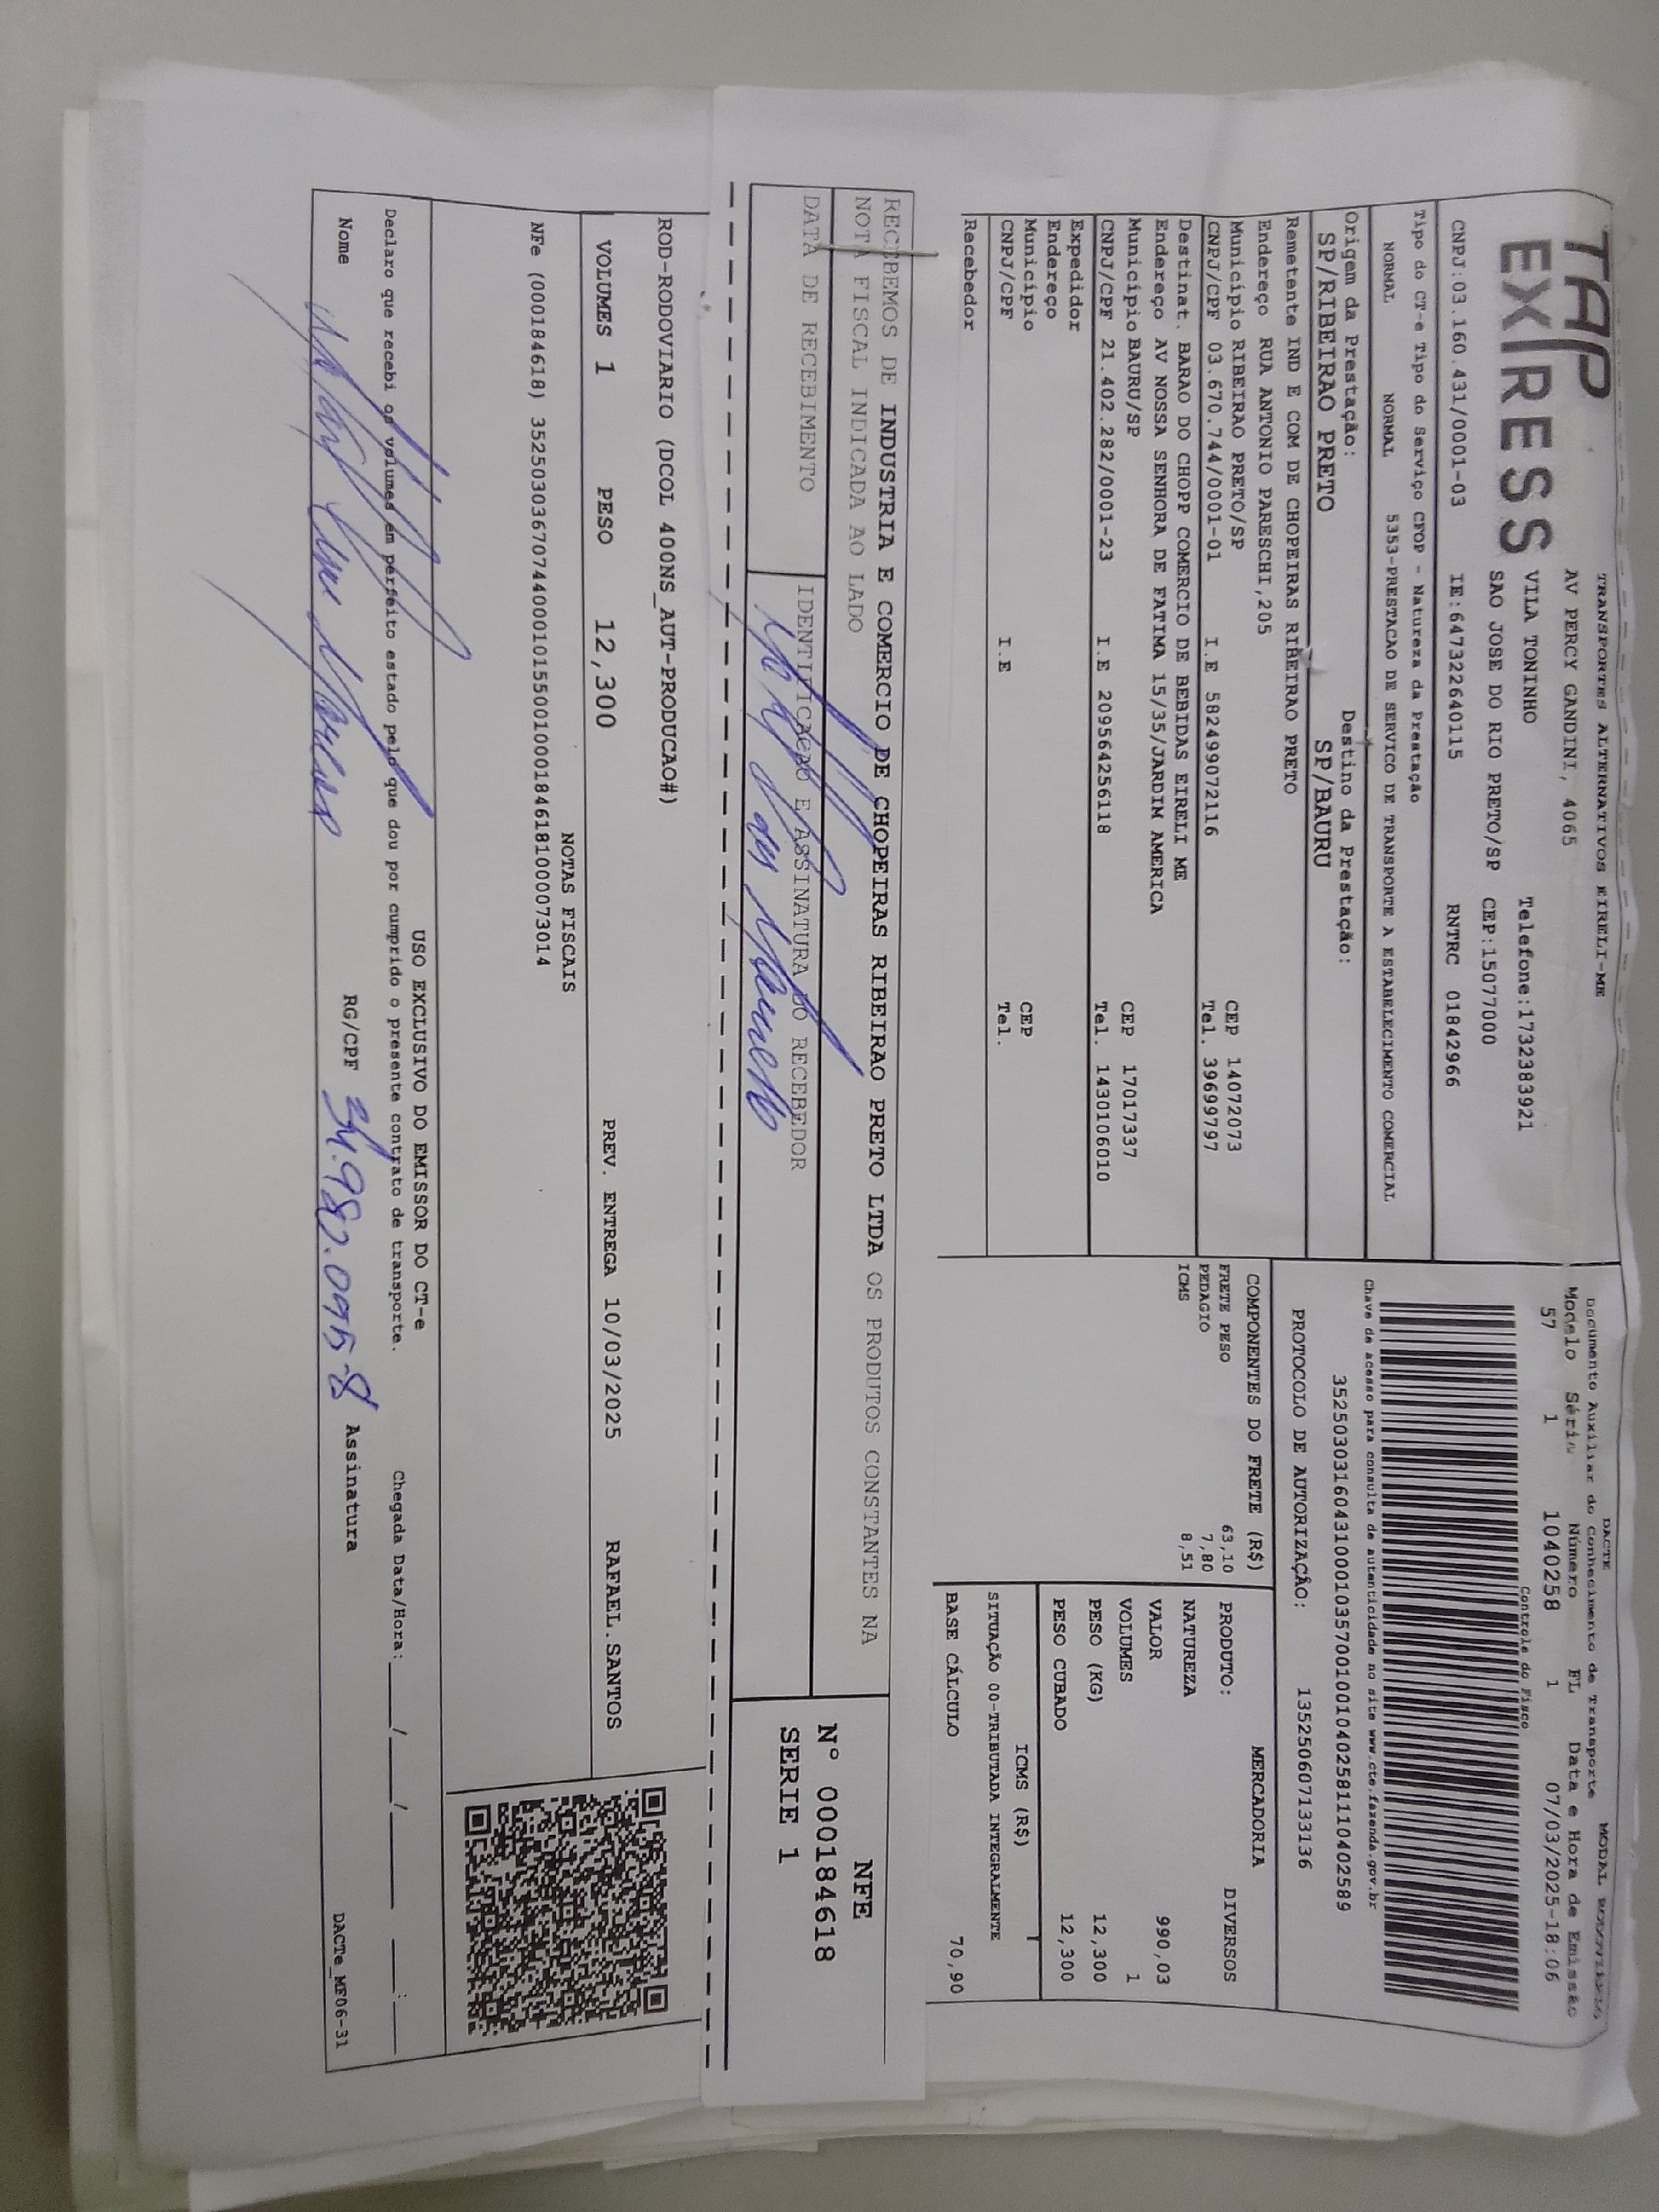 TAP
EXPRESS
TRANSPORTES ALTERNATIVOS EIRELI-ME
AV PERCY GANDINI, 4065
VILA TONINHO Telefone:1732383921
SAO JOSE DO RIO PRETO/SP CEP:15077000
CNPJ:03.160.431/0001-03 IE:647322640115 RNTRC 01842966
Tipo do CT-e Tipo do Serviço CFOP - Natureza da Prestação
NORMAL NORMAL 5353-PRESTACAO DE SERVICO DE TRANSPORTE A ESTABELECIMENTO COMERCIAL
Origem da Prestação: Destino da Prestação:
SP/RIBEIRAO PRETO SP/BAURU
Remetente IND E COM DE CHOPEIRAS RIBEIRAO PRETO
Endereço RUA ANTONIO PARESCHI,205
Município RIBEIRAO PRETO/SP CEP 14072073
CNPJ/CPF 03.670.744/0001-01 I.E 582499072116 Tel. 39699797
Destinat. BARAO DO CHOPP COMERCIO DE BEBIDAS EIRELI ME
Endereço AV NOSSA SENHORA DE FATIMA 15/35/JARDIM AMERICA
Município BAURU/SP CEP 17017337
CNPJ/CPF 21.402.282/0001-23 I.E 209564256118 Tel. 1430106010
Expedidor
Endereço
Município CEP
CNPJ/CPF I.E Tel.
Recebedor
DACTE MODAL RODOVIARIO
Documento Auxiliar do Conhecimento de Transporte
Modelo Série Número FL Data e Hora de Emissão
57 1 1040258 1 07/03/2025-18:06
Controle do Fisco
Chave de acesso para consulta de autenticidade no site www.cte.fazenda.gov.br
35250303160431000103570010010402581110402589
PROTOCOLO DE AUTORIZAÇÃO: 135250607133136
COMPONENTES DO FRETE (R$)
FRETE PESO 63,10
PEDAGIO 7,80
ICMS 8,51
MERCADORIA
PRODUTO: DIVERSOS
NATUREZA
VALOR 990,03
VOLUMES 1
PESO (KG) 12,300
PESO CUBADO 12,300
ICMS (R$)
SITUAÇÃO 00-TRIBUTADA INTEGRALMENTE
BASE CÁLCULO 70,90
RECEBEMOS DE INDUSTRIA E COMERCIO DE CHOPEIRAS RIBEIRAO PRETO LTDA OS PRODUTOS CONSTANTES NA
NOTA FISCAL INDICADA AO LADO
DATA DE RECEBIMENTO IDENTIFICACAO E ASSINATURA DO RECEBEDOR
NFE
Nº 000184618
SERIE 1
ROD-RODOVIARIO (DCOL 400NS_AUT-PRODUCAO#)
VOLUMES 1 PESO 12,300 PREV. ENTREGA 10/03/2025 RAFAEL.SANTOS
NOTAS FISCAIS
NFe (000184618) 35250303670744000101550010001846181000073014
USO EXCLUSIVO DO EMISSOR DO CT-e
Declaro que recebi os volumes em perfeito estado pelo que dou por cumprido o presente contrato de transporte. Chegada Data/Hora:___/___/____ __:__
Nome RG/CPF 34.982.095-8 Assinatura
DACTe_MF06-31